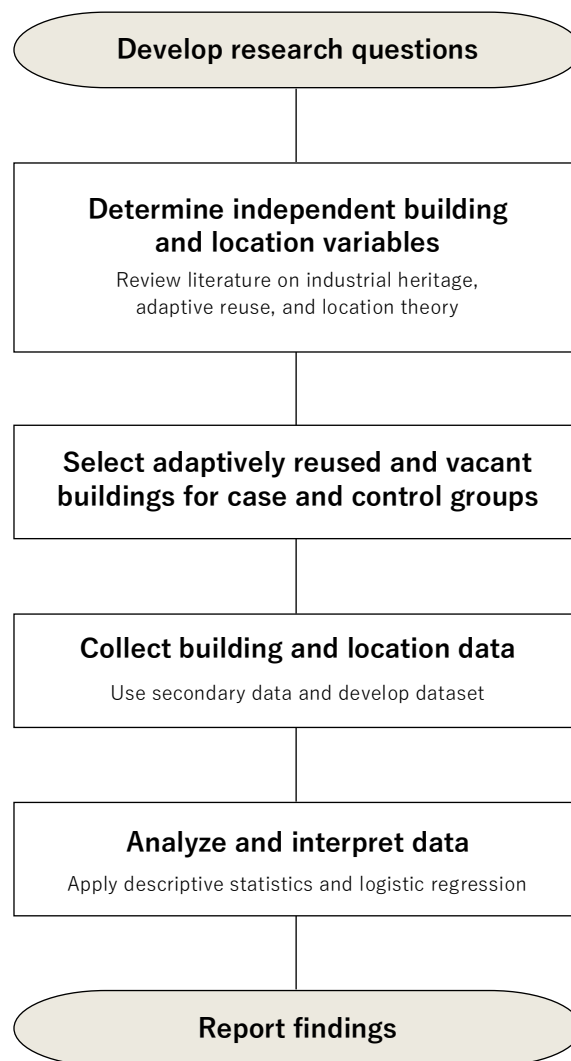 Develop research questions
Determine independent building
and location variables
Review literature on industrial heritage,
adaptive reuse, and location theory
Select adaptively reused and vacant
buildings for case and control groups
Collect building and location data
Use secondary data and develop dataset
Analyze and interpret data
Apply descriptive statistics and logistic regression
Report findings